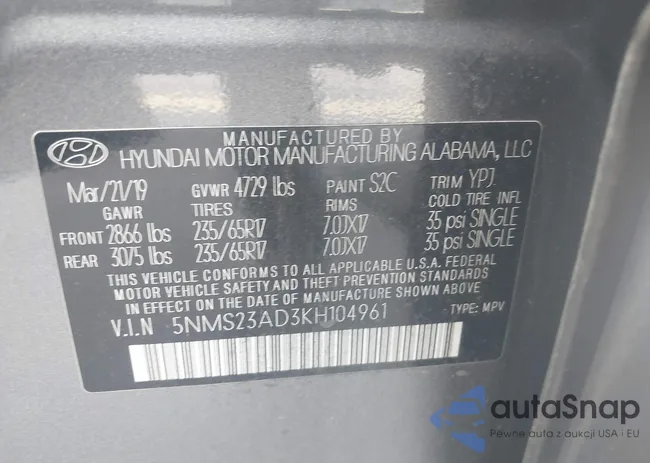 MANUFACTURED BY
HYUNDAI MOTOR MANUFACTURING ALABAMA, LLC
Mar/21/19 GVWR 4729 lbs PAINT S2C TRIM YPJ
GAWR TIRES RIMS COLD TIRE INFL
FRONT 2866 lbs 235/65R17 7.0JX17 35 psi SINGLE
REAR 3075 lbs 235/65R17 7.0JX17 35 psi SINGLE
THIS VEHICLE CONFORMS TO ALL APPLICABLE U.S.A. FEDERAL
MOTOR VEHICLE SAFETY AND THEFT PREVENTION STANDARDS
IN EFFECT ON THE DATE OF MANUFACTURE SHOWN ABOVE.
V.I.N 5NMS23AD3KH104961 TYPE: MPV
autaSnap
Pewne auta z aukcji USA i EU